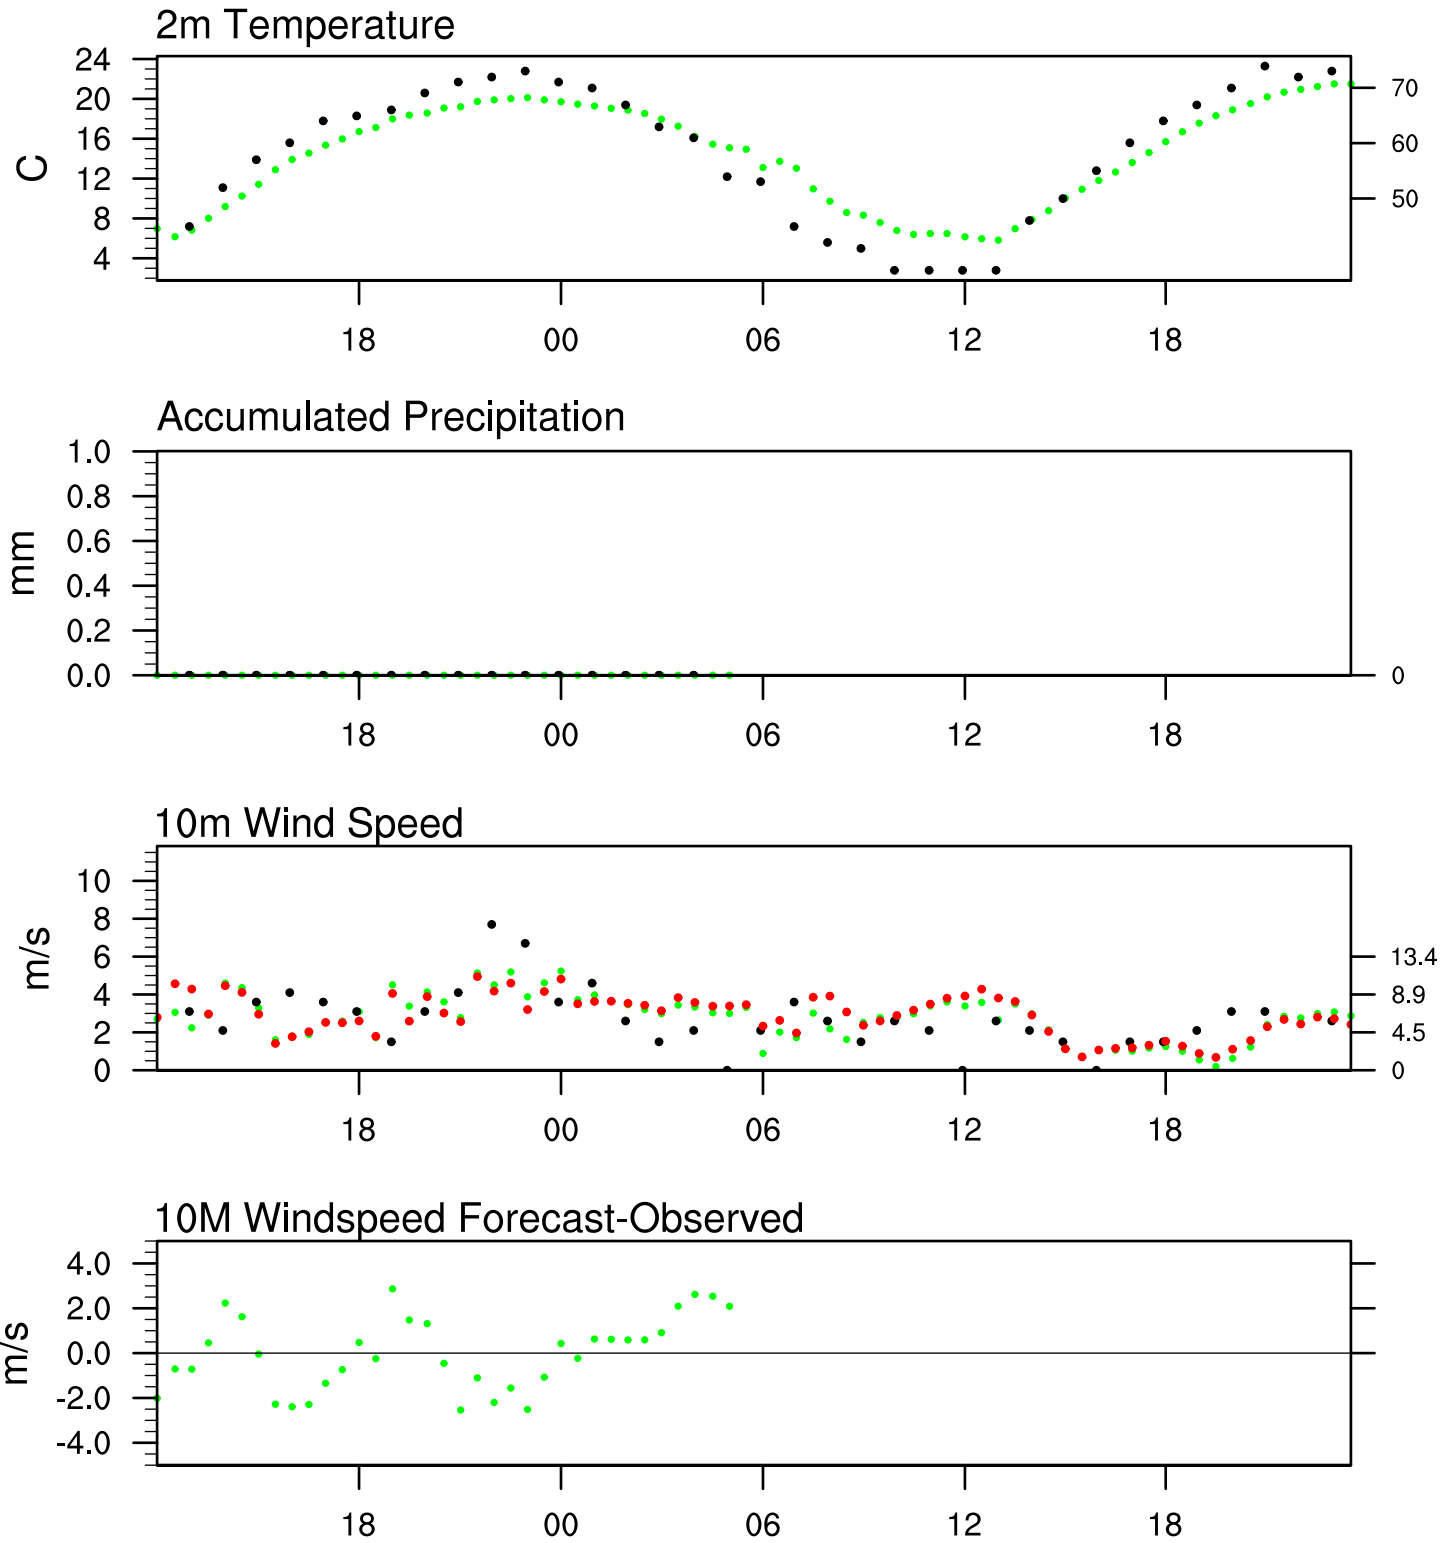 2m Temperature
24
20
16
12
8
4
C
70
60
50
18 00 06 12 18
Accumulated Precipitation
1.0
0.8
0.6
0.4
0.2
0.0
mm
0
18 00 06 12 18
10m Wind Speed
10
8
6
4
2
0
m/s
13.4
8.9
4.5
0
18 00 06 12 18
10M Windspeed Forecast-Observed
4.0
2.0
0.0
-2.0
-4.0
m/s
18 00 06 12 18